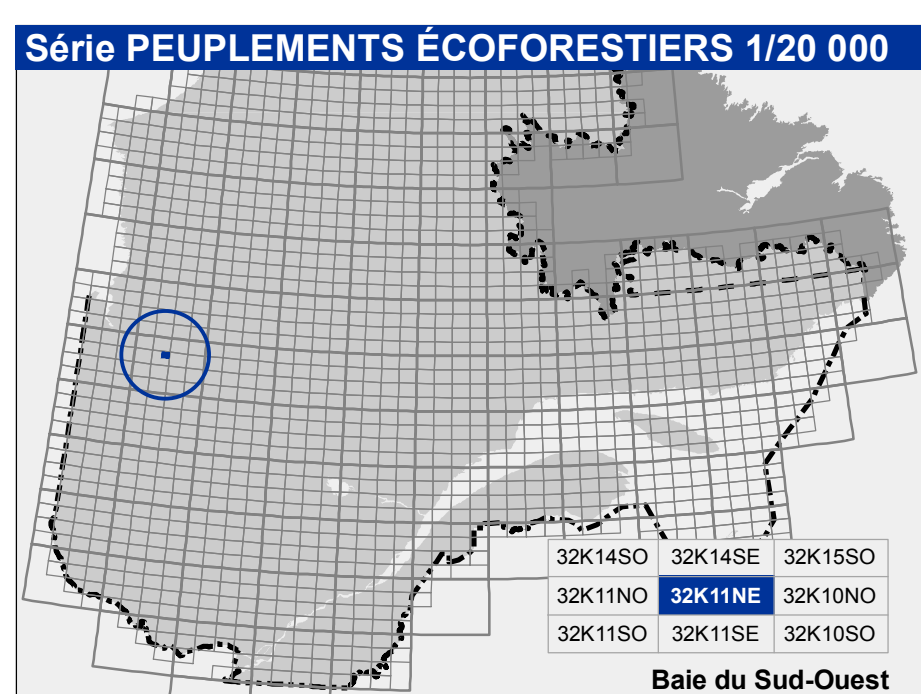 Série PEUPLEMENTS ÉCOFORESTIERS 1/20 000
32K14SO 32K14SE 32K15SO
32K11NO 32K11NE 32K10NO
32K11SO 32K11SE 32K10SO
Baie du Sud-Ouest